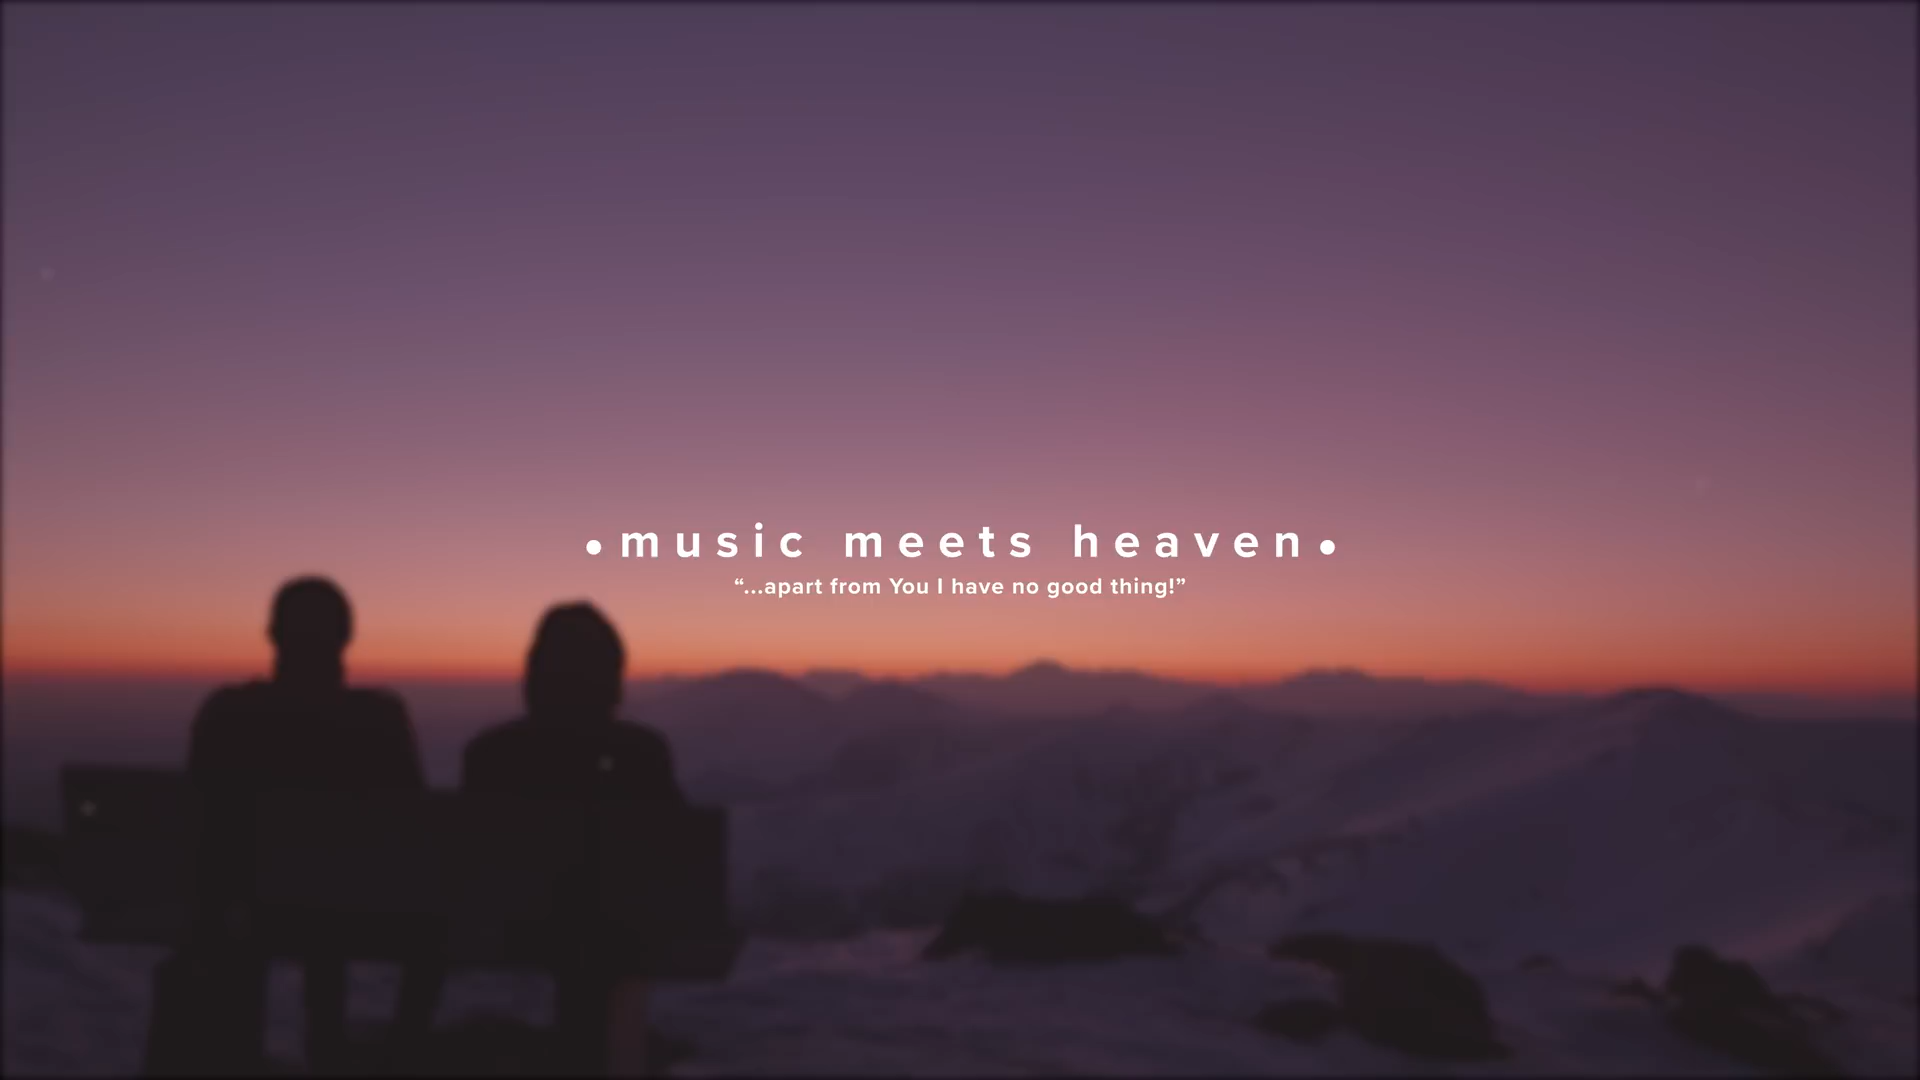 • music meets heaven •
“...apart from You I have no good thing!”